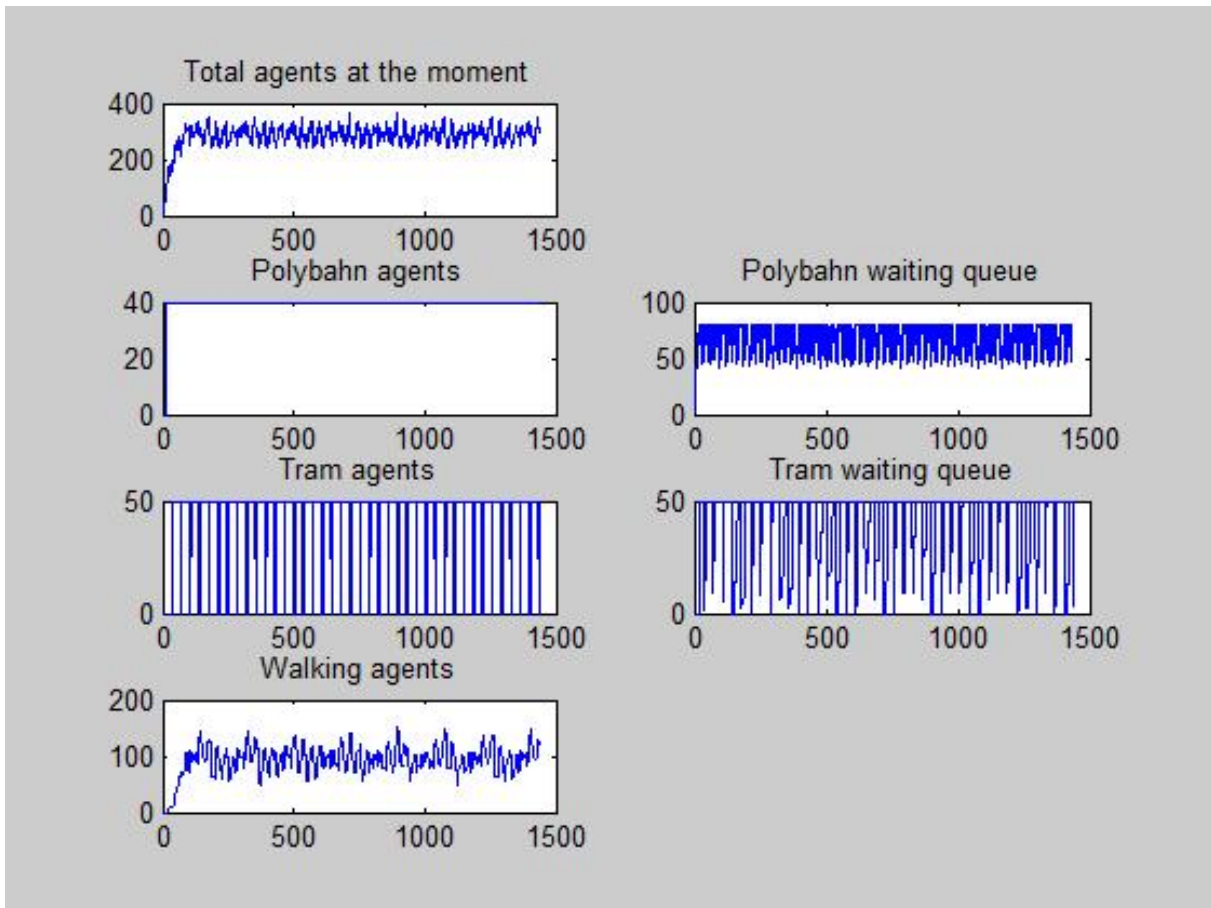 Total agents at the moment
400
200
0
0 500 1000 1500
Polybahn agents
40
20
0
0 500 1000 1500
Polybahn waiting queue
100
50
0
0 500 1000 1500
Tram agents
50
0
0 500 1000 1500
Tram waiting queue
50
0
0 500 1000 1500
Walking agents
200
100
0
0 500 1000 1500